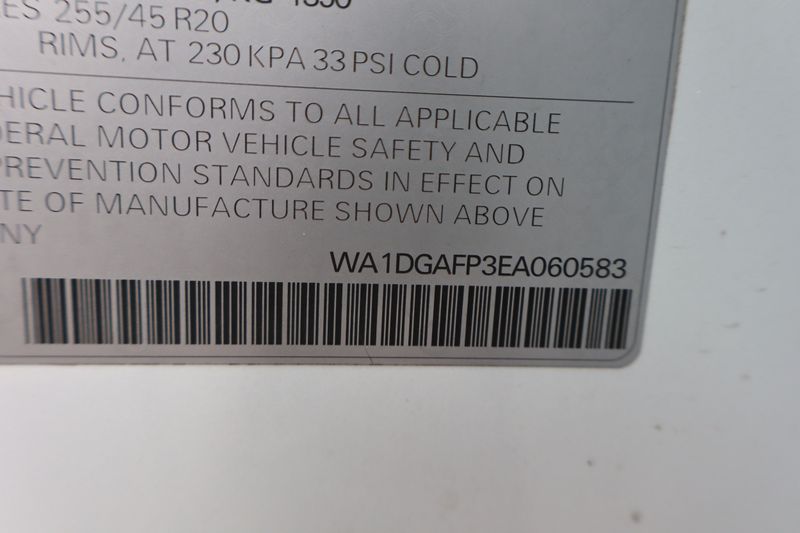 ES 255/45 R20
RIMS, AT 230 KPA 33 PSI COLD
HICLE CONFORMS TO ALL APPLICABLE
DERAL MOTOR VEHICLE SAFETY AND
PREVENTION STANDARDS IN EFFECT ON
TE OF MANUFACTURE SHOWN ABOVE
NY
WA1DGAFP3EA060583